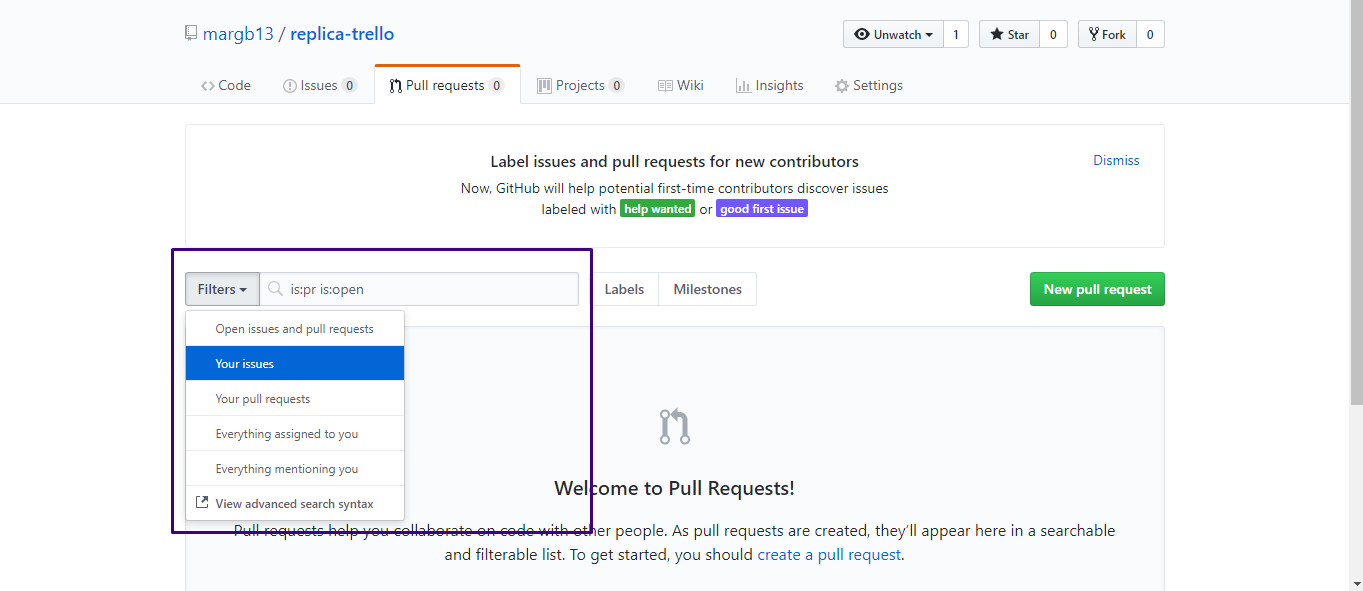 margb13 / replica-trello
Unwatch 1 Star 0 Fork 0
Code Issues 0 Pull requests 0 Projects 0 Wiki Insights Settings
Label issues and pull requests for new contributors
Dismiss
Now, GitHub will help potential first-time contributors discover issues
labeled with help wanted or good first issue
Filters is:pr is:open Labels Milestones New pull request
Open issues and pull requests
Your issues
Your pull requests
Everything assigned to you
Everything mentioning you
View advanced search syntax
Welcome to Pull Requests!
Pull requests help you collaborate on code with other people. As pull requests are created, they’ll appear here in a searchable
and filterable list. To get started, you should create a pull request.